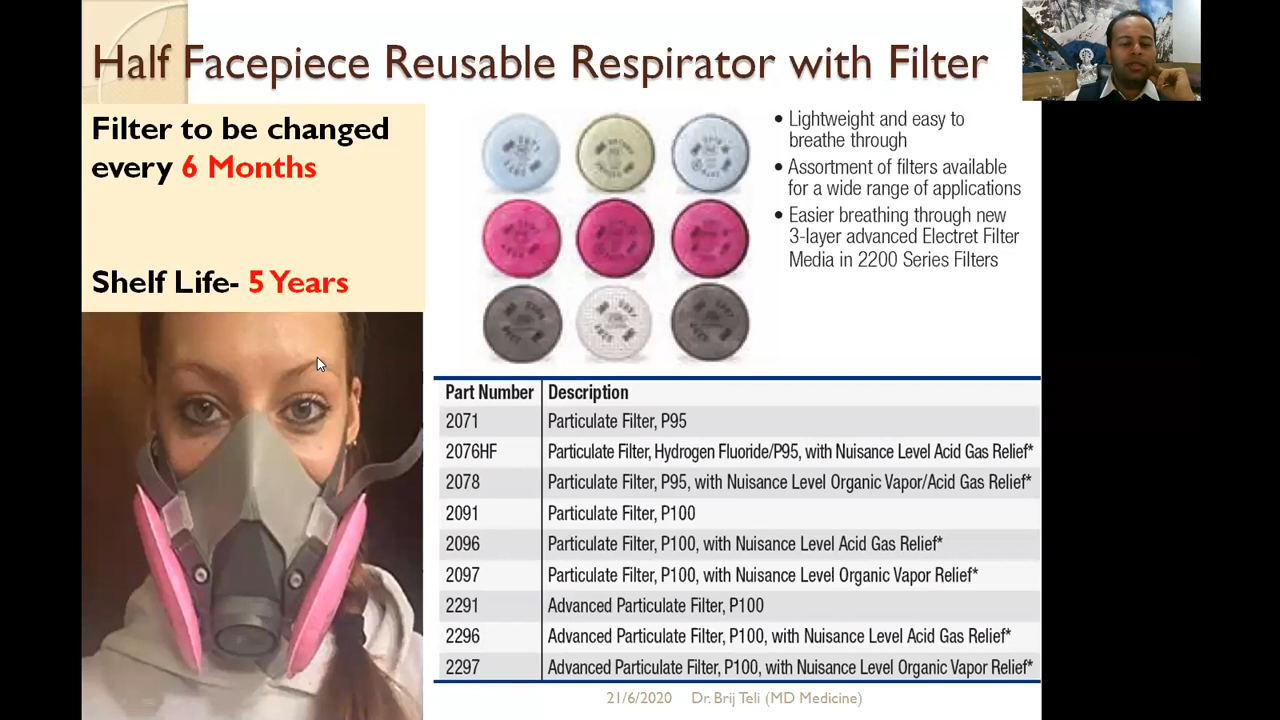 Half Facepiece Reusable Respirator with Filter
Filter to be changed
every 6 Months
Shelf Life- 5 Years
• Lightweight and easy to
breathe through
• Assortment of filters available
for a wide range of applications
• Easier breathing through new
3-layer advanced Electret Filter
Media in 2200 Series Filters
Part Number Description
2071 Particulate Filter, P95
2076HF Particulate Filter, Hydrogen Fluoride/P95, with Nuisance Level Acid Gas Relief*
2078 Particulate Filter, P95, with Nuisance Level Organic Vapor/Acid Gas Relief*
2091 Particulate Filter, P100
2096 Particulate Filter, P100, with Nuisance Level Acid Gas Relief*
2097 Particulate Filter, P100, with Nuisance Level Organic Vapor Relief*
2291 Advanced Particulate Filter, P100
2296 Advanced Particulate Filter, P100, with Nuisance Level Acid Gas Relief*
2297 Advanced Particulate Filter, P100, with Nuisance Level Organic Vapor Relief*
21/6/2020 Dr. Brij Teli (MD Medicine)